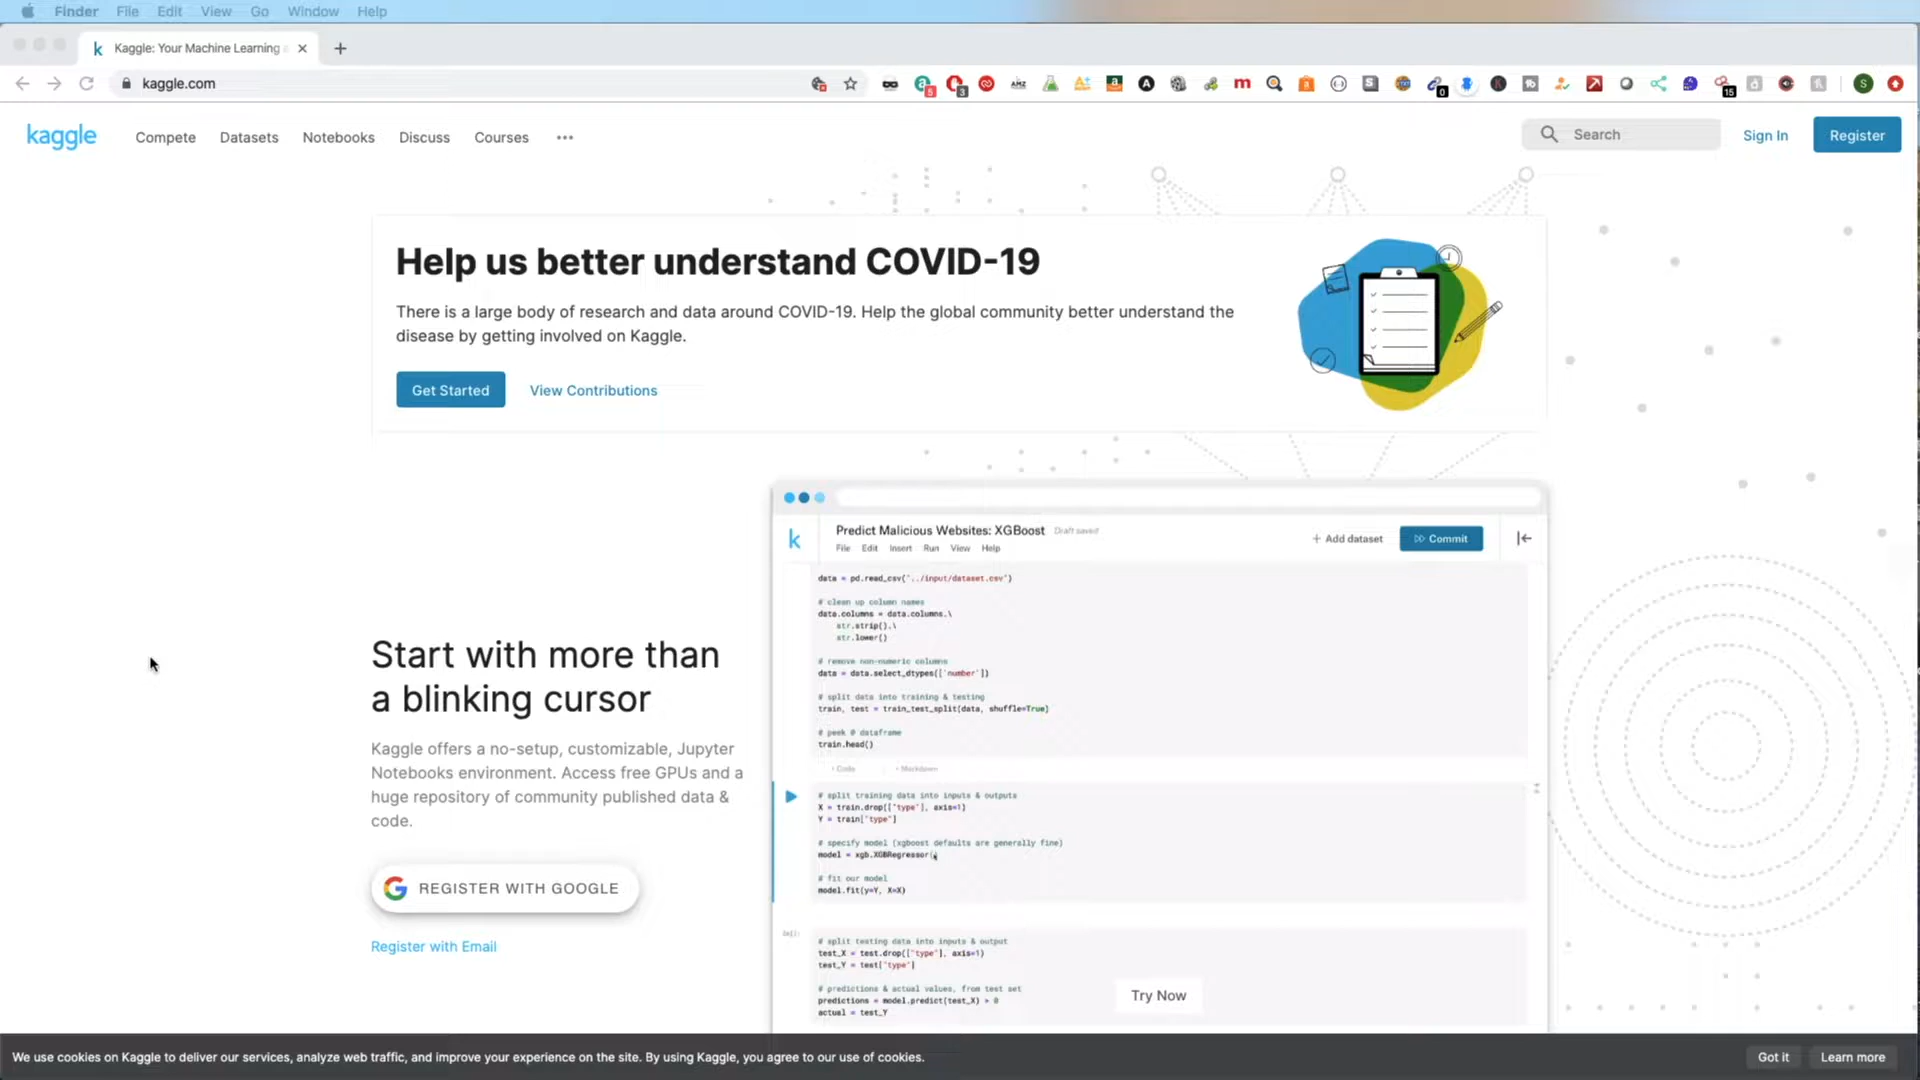 Finder File Edit View Go Window Help
Kaggle: Your Machine Learning
kaggle.com
kaggle Compete Datasets Notebooks Discuss Courses ••• Search Sign In Register
Help us better understand COVID-19
There is a large body of research and data around COVID-19. Help the global community better understand the
disease by getting involved on Kaggle.
Get Started View Contributions
Predict Malicious Websites: XGBoost Draft saved
File Edit Insert Run View Help
+ Add dataset
Commit
data = pd.read_csv('../input/dataset.csv')
# clean up column names
data.columns = data.columns.\
str.strip().\
str.lower()
# remove non-numeric columns
data = data.select_dtypes(['number'])
# split data into training & testing
train, test = train_test_split(data, shuffle=True)
# peek @ dataframe
train.head()
+ Code + Markdown
# split training data into inputs & outputs
X = train.drop(["type"], axis=1)
Y = train["type"]
# specify model (xgboost defaults are generally fine)
model = xgb.XGBRegressor(
# fit our model
model.fit(y=Y, X=X)
# split testing data into inputs & output
test_X = test.drop(["type"], axis=1)
test_Y = test["type"]
# predictions & actual values, from test set
predictions = model.predict(test_X) > 0
actual = test_Y
Try Now
Start with more than
a blinking cursor
Kaggle offers a no-setup, customizable, Jupyter
Notebooks environment. Access free GPUs and a
huge repository of community published data &
code.
REGISTER WITH GOOGLE
Register with Email
We use cookies on Kaggle to deliver our services, analyze web traffic, and improve your experience on the site. By using Kaggle, you agree to our use of cookies.
Got it Learn more